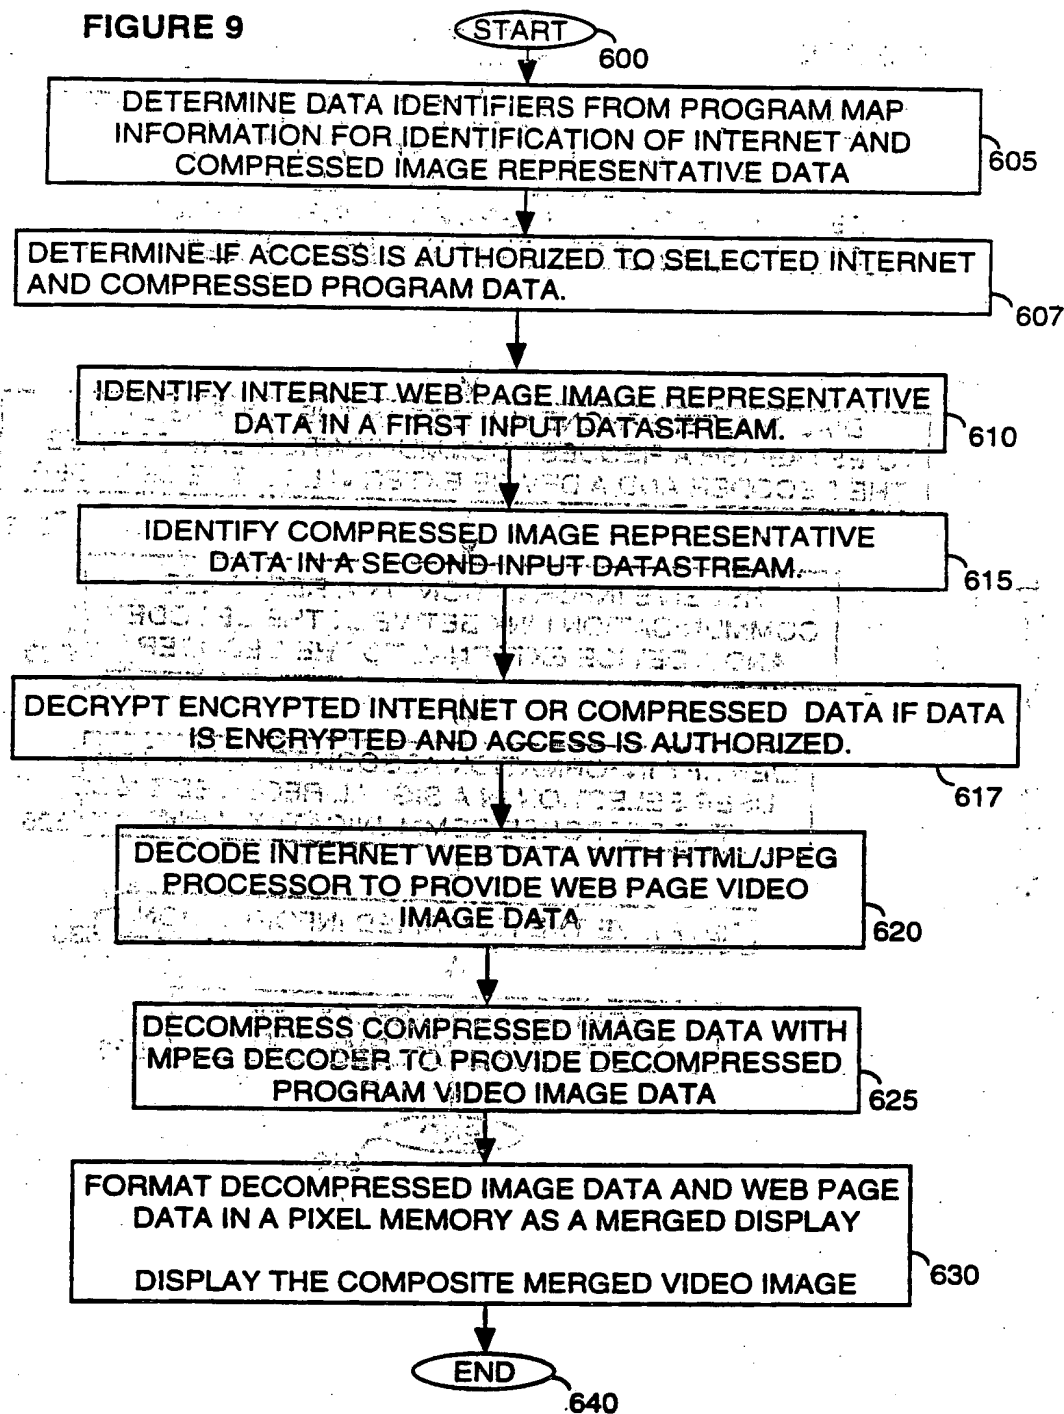 FIGURE 9
START
600
DETERMINE DATA IDENTIFIERS FROM PROGRAM MAP
INFORMATION FOR IDENTIFICATION OF INTERNET AND
COMPRESSED IMAGE REPRESENTATIVE DATA
605
DETERMINE IF ACCESS IS AUTHORIZED TO SELECTED INTERNET
AND COMPRESSED PROGRAM DATA.
607
IDENTIFY INTERNET WEB PAGE IMAGE REPRESENTATIVE
DATA IN A FIRST INPUT DATASTREAM.
610
IDENTIFY COMPRESSED IMAGE REPRESENTATIVE
DATA IN A SECOND INPUT DATASTREAM.
615
DECRYPT ENCRYPTED INTERNET OR COMPRESSED DATA IF DATA
IS ENCRYPTED AND ACCESS IS AUTHORIZED.
617
DECODE INTERNET WEB DATA WITH HTML/JPEG
PROCESSOR TO PROVIDE WEB PAGE VIDEO
IMAGE DATA
620
DECOMPRESS COMPRESSED IMAGE DATA WITH
MPEG DECODER TO PROVIDE DECOMPRESSED
PROGRAM VIDEO IMAGE DATA
625
FORMAT DECOMPRESSED IMAGE DATA AND WEB PAGE
DATA IN A PIXEL MEMORY AS A MERGED DISPLAY
DISPLAY THE COMPOSITE MERGED VIDEO IMAGE
630
END
640